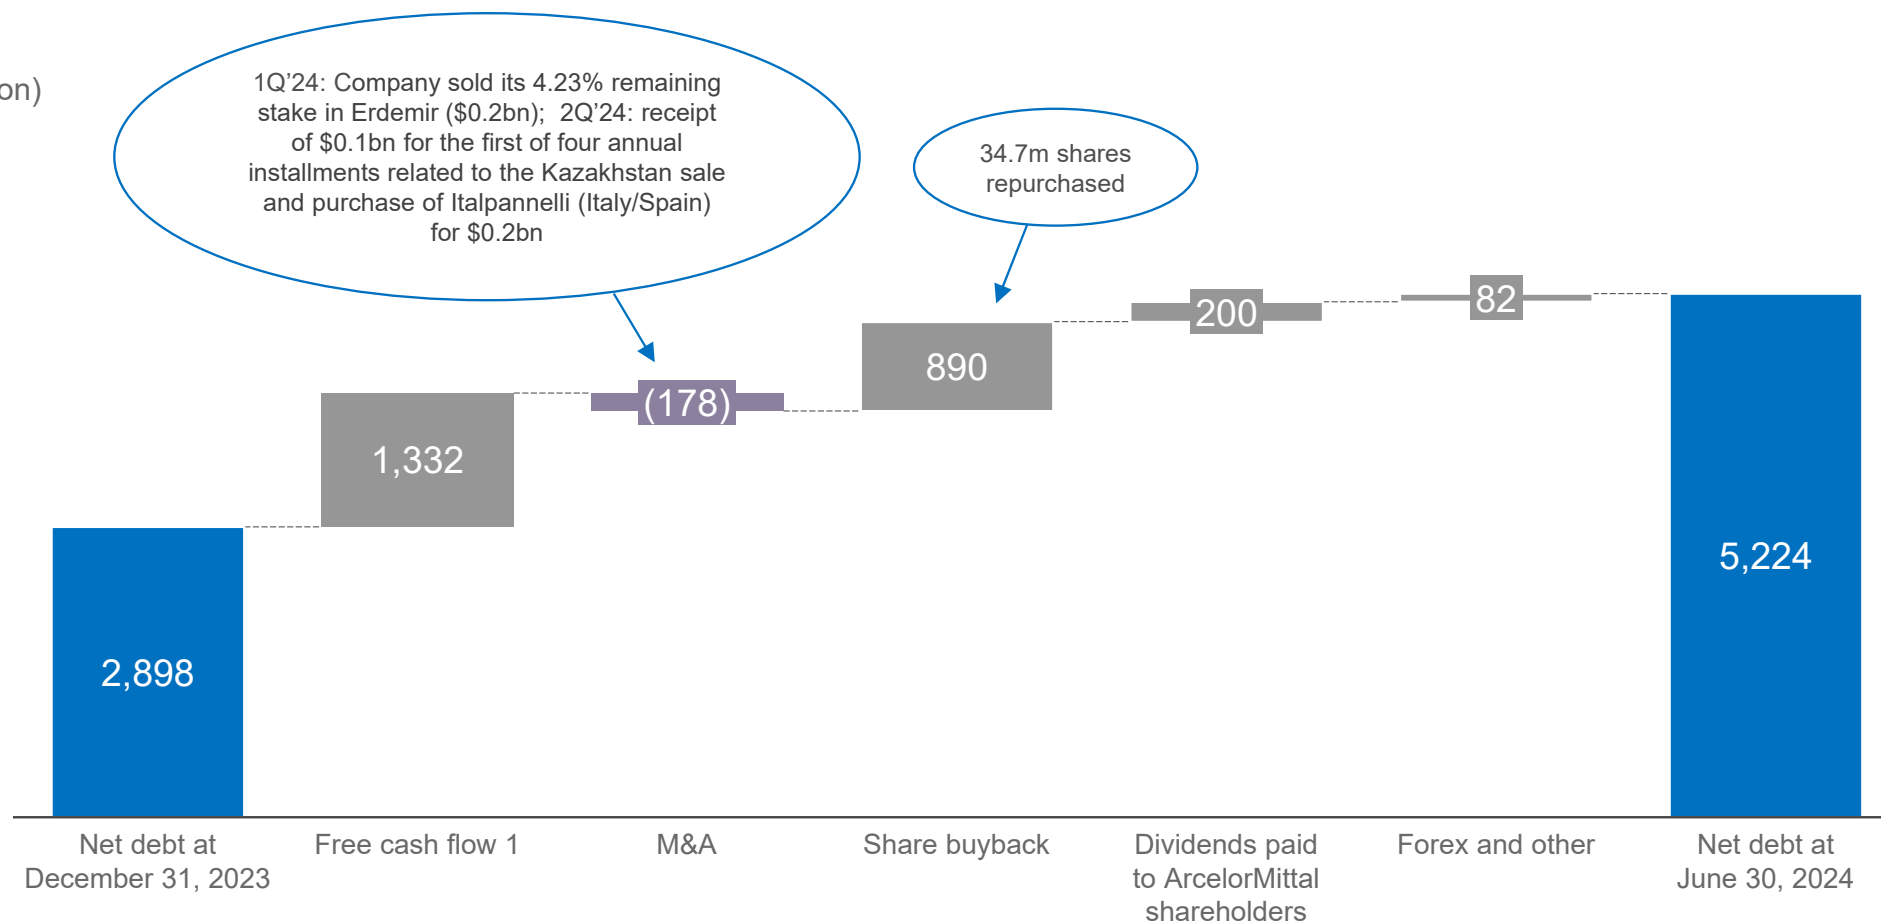 on)
1Q’24: Company sold its 4.23% remaining
stake in Erdemir ($0.2bn);  2Q’24: receipt
of $0.1bn for the first of four annual
installments related to the Kazakhstan sale
and purchase of Italpannelli (Italy/Spain)
for $0.2bn
34.7m shares
repurchased
2,898
1,332
(178)
890
200
82
5,224
Net debt at
December 31, 2023
Free cash flow 1
M&A
Share buyback
Dividends paid
to ArcelorMittal
shareholders
Forex and other
Net debt at
June 30, 2024